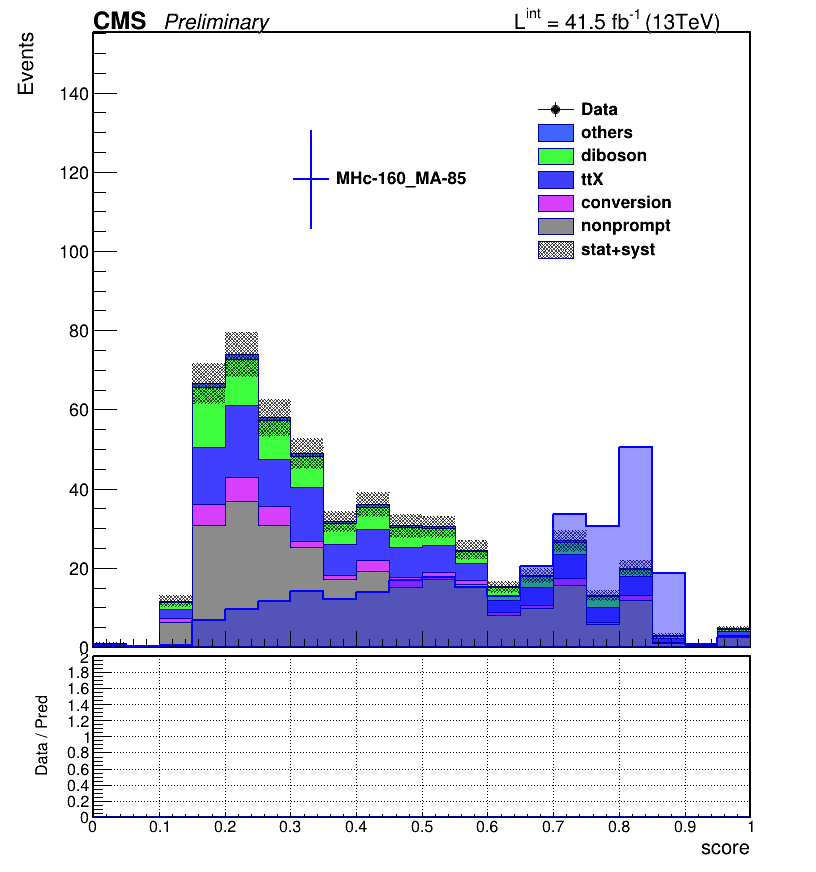 CMS Preliminary L^int = 41.5 fb^-1 (13TeV)
Events
140
120
100
80
60
40
20
0
MHc-160_MA-85
Data
others
diboson
ttX
conversion
nonprompt
stat+syst
Data / Pred
2
1.8
1.6
1.4
1.2
1
0.8
0.6
0.4
0.2
0
0 0.1 0.2 0.3 0.4 0.5 0.6 0.7 0.8 0.9 1
score